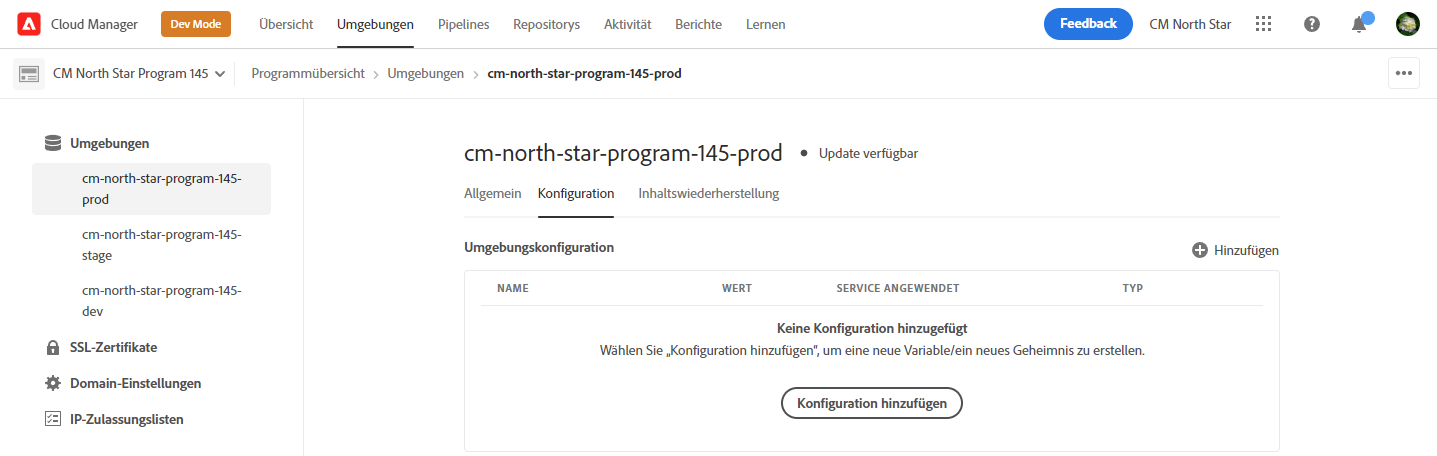 Cloud Manager Dev Mode Übersicht Umgebungen Pipelines Repositorys Aktivität Berichte Lernen Feedback CM North Star
CM North Star Program 145 Programmübersicht > Umgebungen > cm-north-star-program-145-prod
Umgebungen
cm-north-star-program-145-
prod
cm-north-star-program-145-
stage
cm-north-star-program-145-
dev
SSL-Zertifikate
Domain-Einstellungen
IP-Zulassungslisten
cm-north-star-program-145-prod • Update verfügbar
Allgemein Konfiguration Inhaltswiederherstellung
Umgebungskonfiguration Hinzufügen
NAME WERT SERVICE ANGEWENDET TYP
Keine Konfiguration hinzugefügt
Wählen Sie „Konfiguration hinzufügen“, um eine neue Variable/ein neues Geheimnis zu erstellen.
Konfiguration hinzufügen